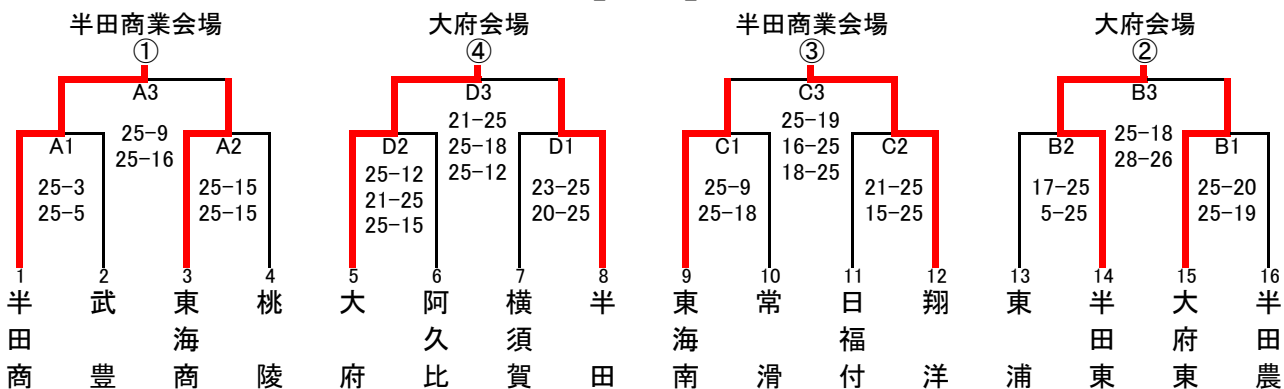 半田商業会場 大府会場 半田商業会場 大府会場
① ④ ③ ②
A3 D3 C3 B3
25-9 21-25 25-19 25-18
25-16 25-18 16-25 28-26
25-12 18-25
A1 A2 D2 D1 C1 C2 B2 B1
25-3 25-15 25-12 23-25 25-9 21-25 17-25 25-20
25-5 25-15 21-25 20-25 25-18 15-25 5-25 25-19
25-15
1 2 3 4 5 6 7 8 9 10 11 12 13 14 15 16
半田商
武豊
東海商
桃陵
大府
阿久比
横須賀
半田
東海南
常滑
日福付
翔洋
東浦
半田東
大府東
半田農